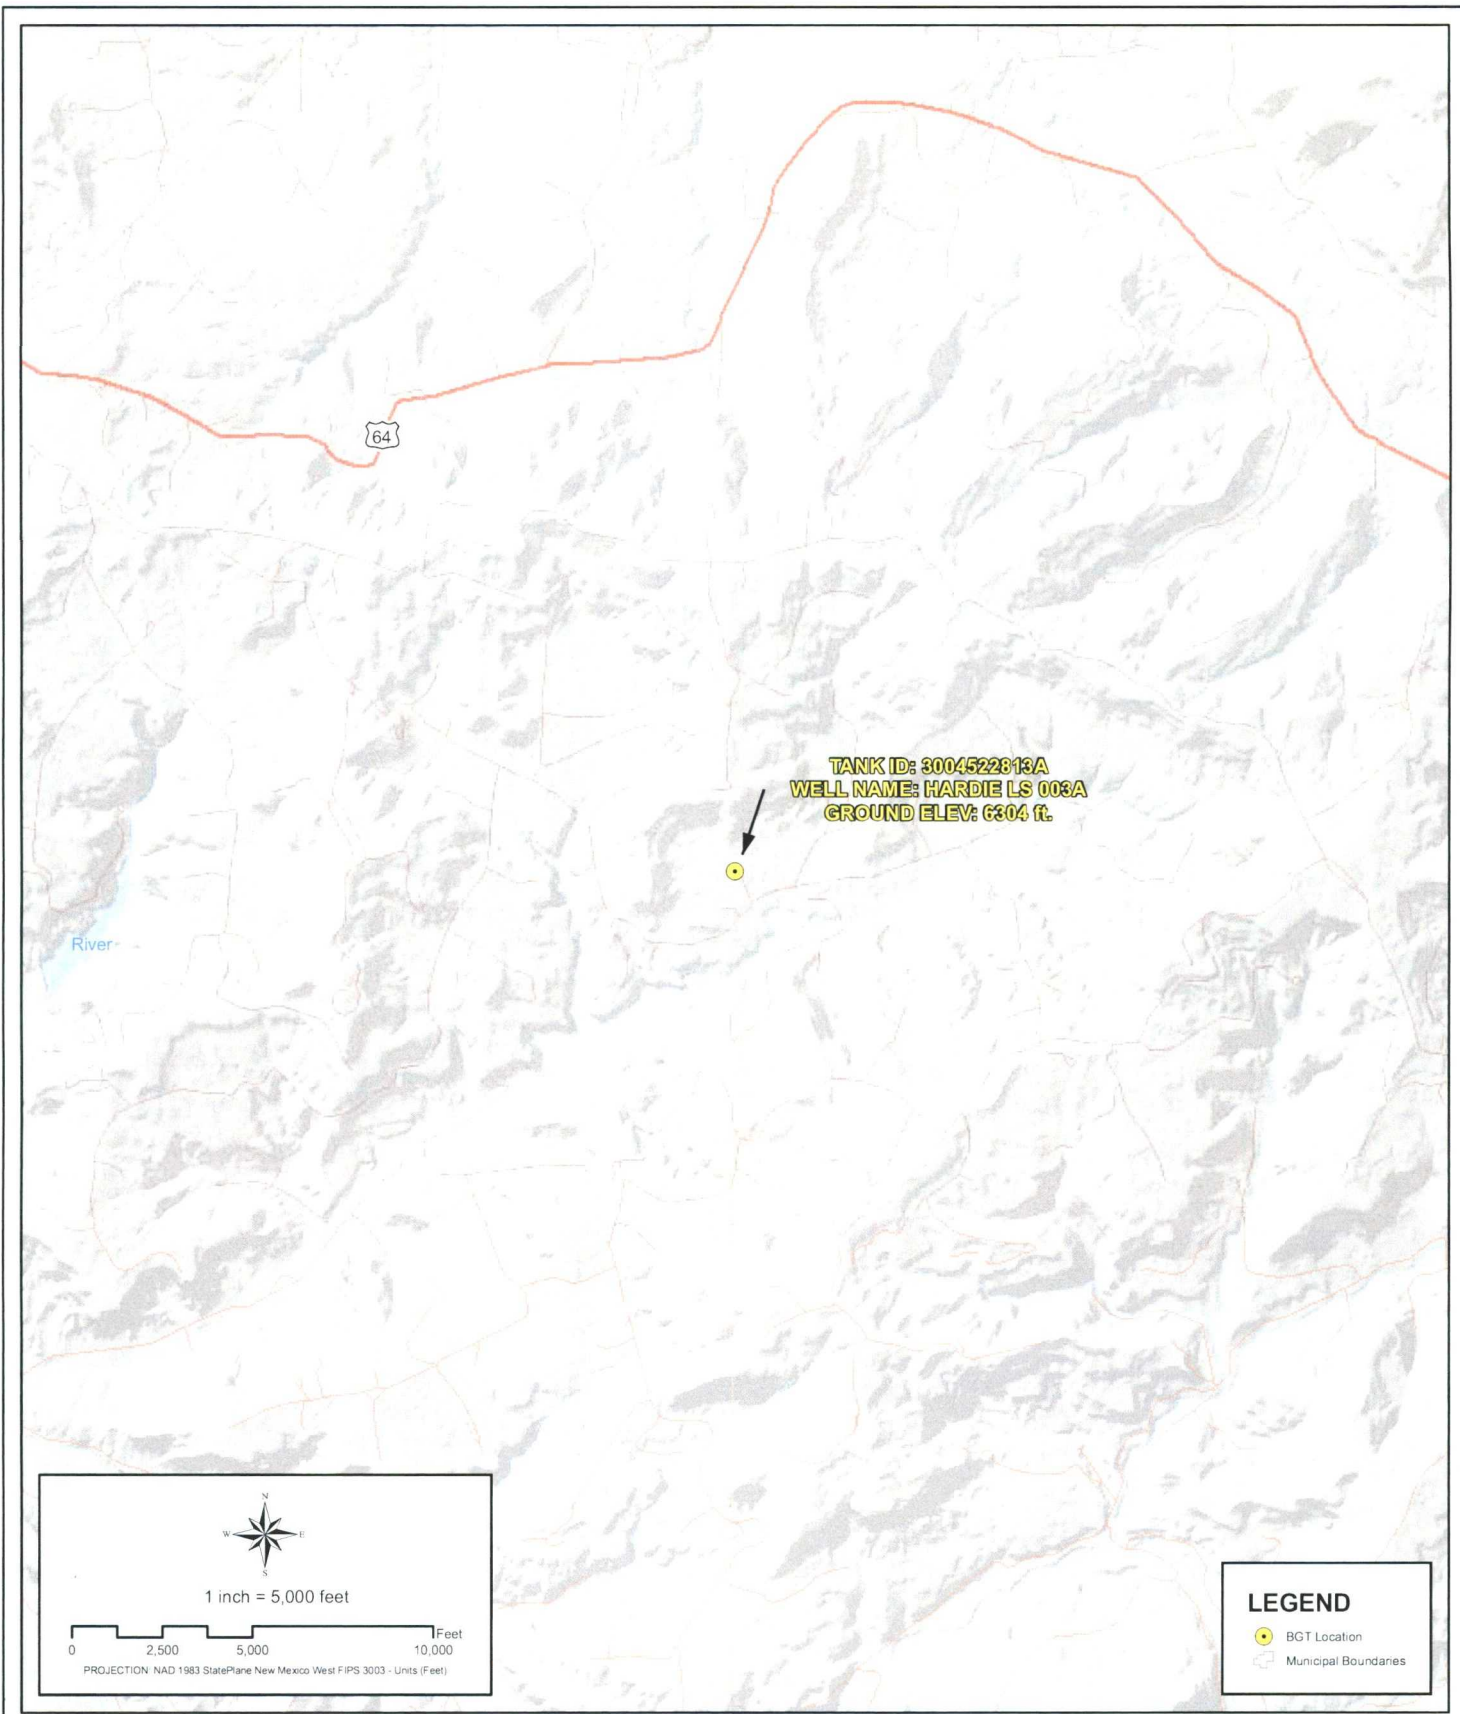 64
TANK ID: 3004522813A
WELL NAME: HARDIE LS 003A
GROUND ELEV: 6304 ft.
River
N
W E
S
1 inch = 5,000 feet
Feet
0 2,500 5,000 10,000
PROJECTION: NAD 1983 StatePlane New Mexico West FIPS 3003 - Units (Feet)
LEGEND
BGT Location
Municipal Boundaries